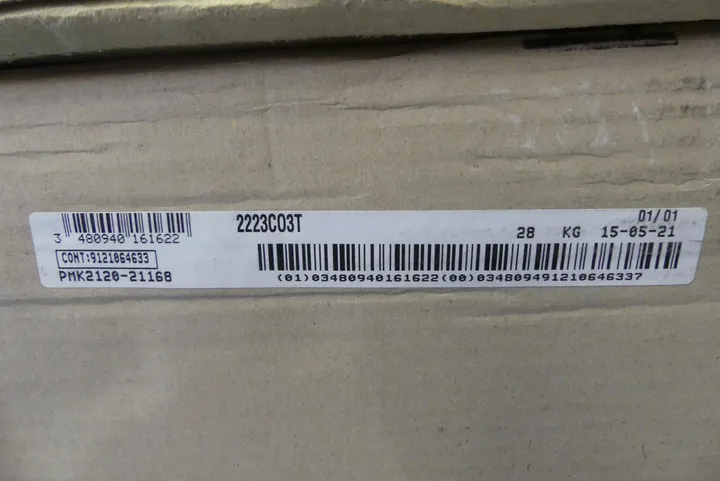 3 480940 161622
2223C03T
01/01
28 KG 15-05-21
CONT:9121064633
PMK2120-21168
(01)03480940161622(00)034809491210646337